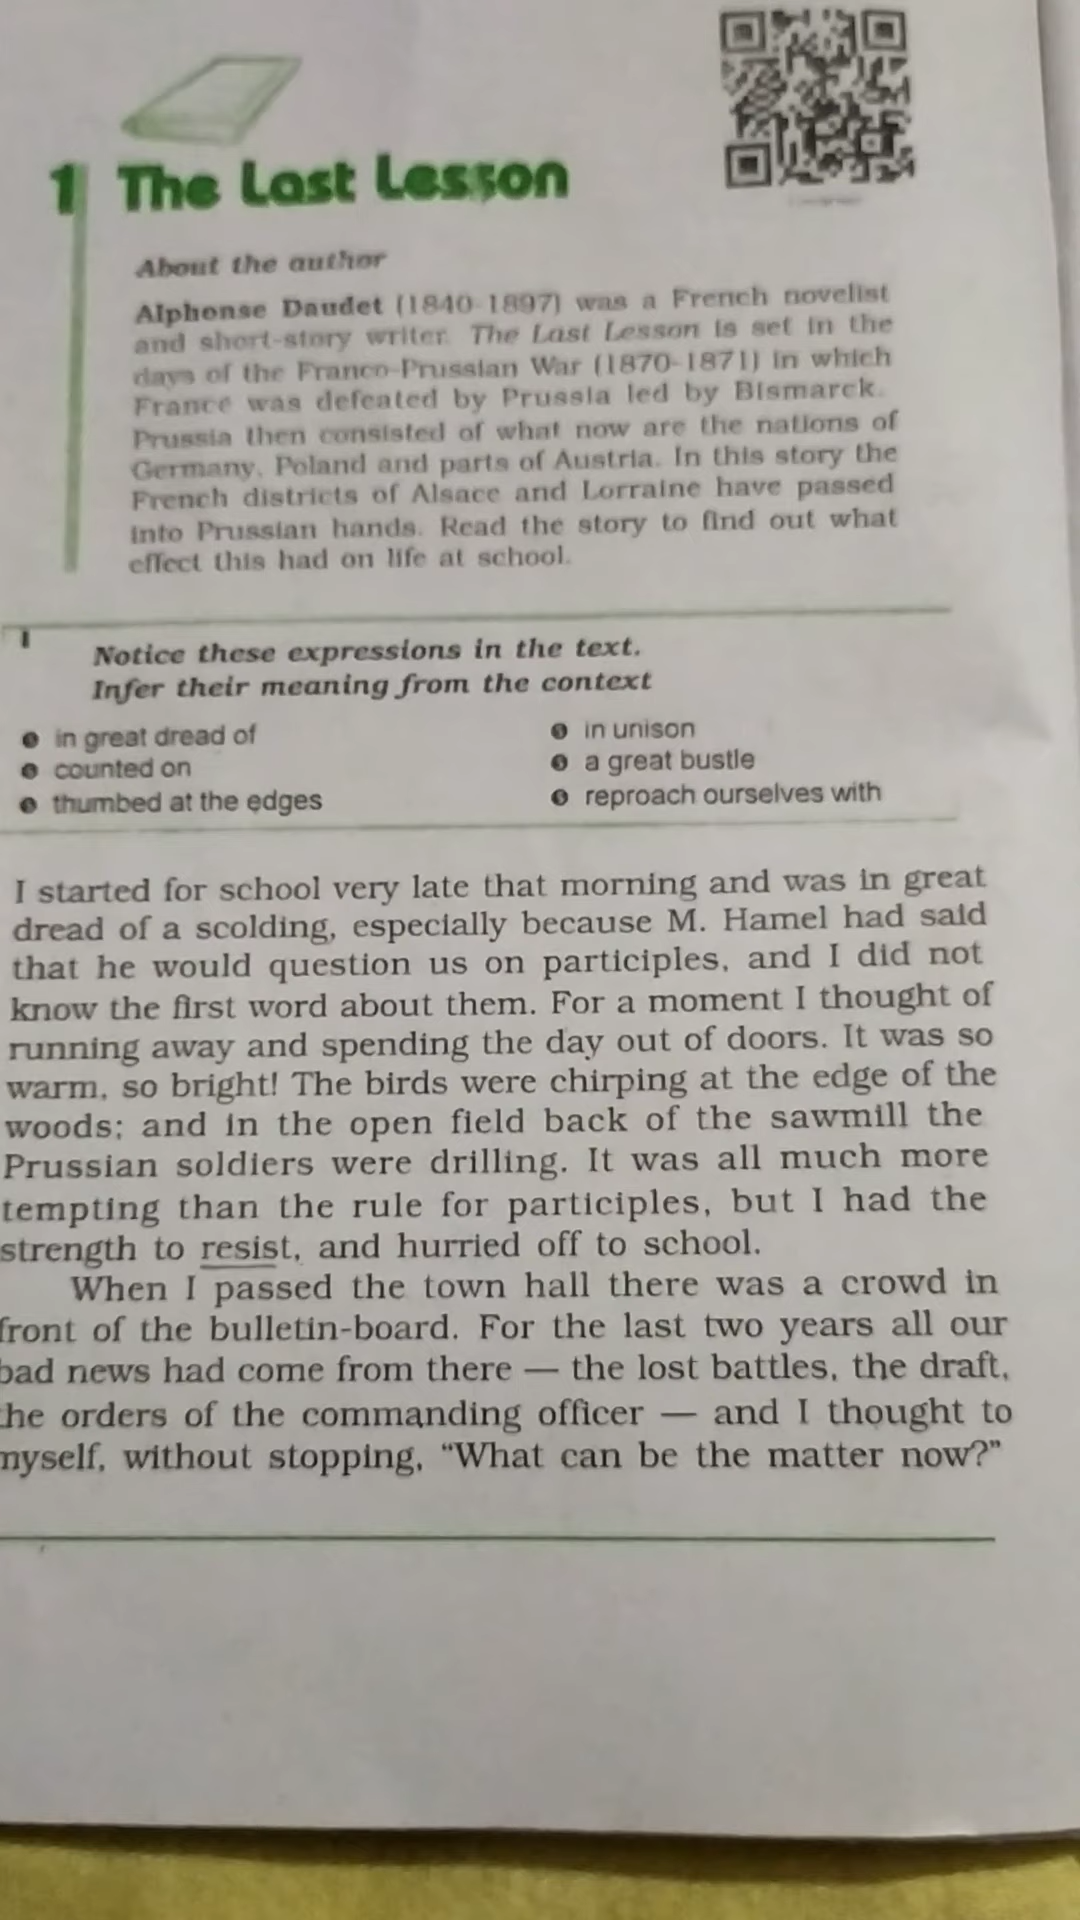 1 The Last Lesson
About the author
Alphonse Daudet (1840-1897) was a French novelist
and short-story writer. The Last Lesson is set in the
days of the Franco-Prussian War (1870-1871) in which
France was defeated by Prussia led by Bismarck.
Prussia then consisted of what now are the nations of
Germany, Poland and parts of Austria. In this story the
French districts of Alsace and Lorraine have passed
into Prussian hands. Read the story to find out what
effect this had on life at school.
Notice these expressions in the text.
Infer their meaning from the context
in great dread of
counted on
thumbed at the edges
in unison
a great bustle
reproach ourselves with
I started for school very late that morning and was in great
dread of a scolding, especially because M. Hamel had said
that he would question us on participles, and I did not
know the first word about them. For a moment I thought of
running away and spending the day out of doors. It was so
warm, so bright! The birds were chirping at the edge of the
woods; and in the open field back of the sawmill the
Prussian soldiers were drilling. It was all much more
tempting than the rule for participles, but I had the
strength to resist, and hurried off to school.
When I passed the town hall there was a crowd in
front of the bulletin-board. For the last two years all our
bad news had come from there — the lost battles, the draft,
the orders of the commanding officer — and I thought to
myself, without stopping, “What can be the matter now?”